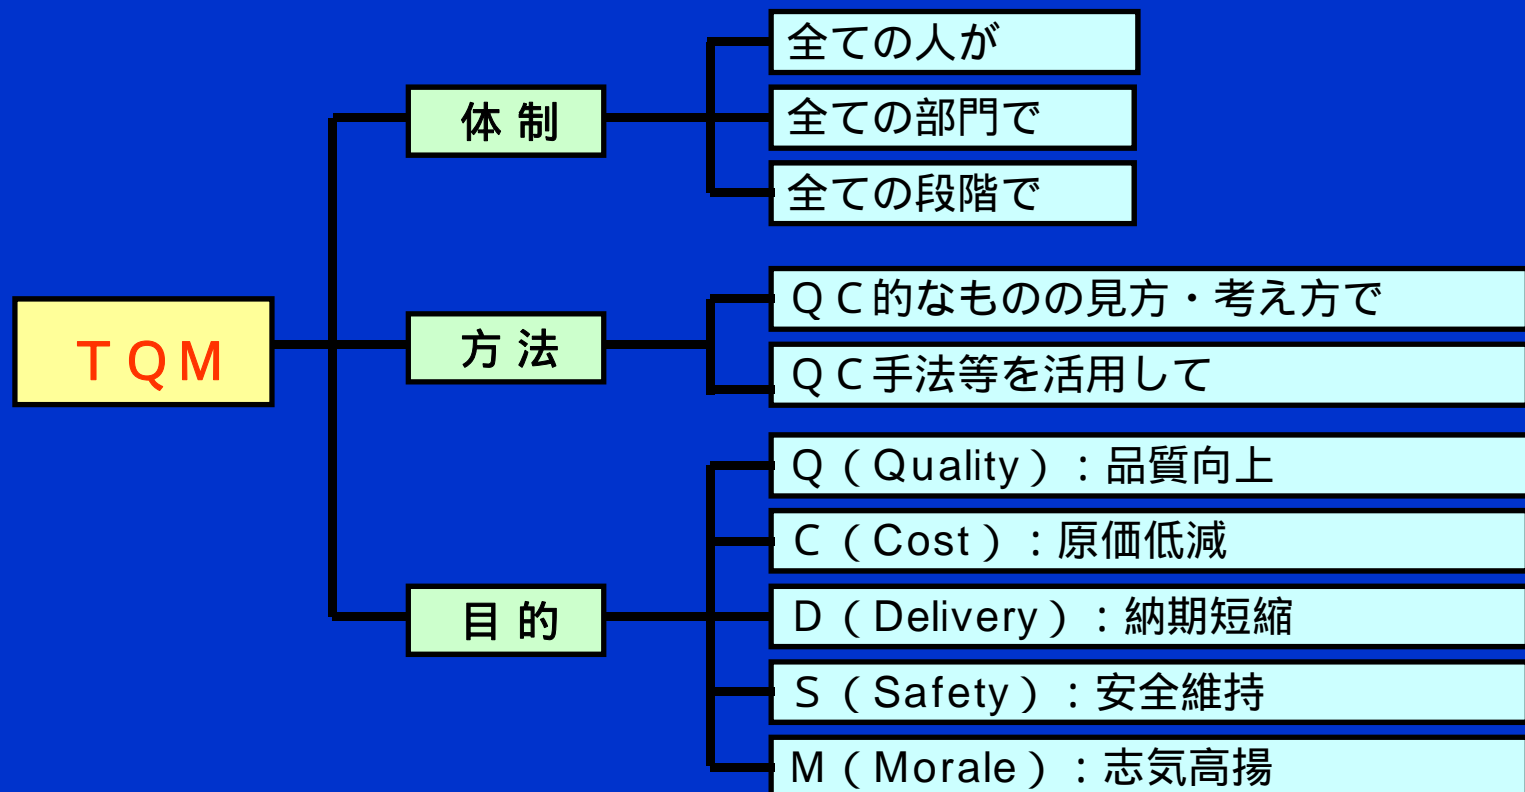 TQM
体制
全ての人が
全ての部門で
全ての段階で
方法
QC的なものの見方・考え方で
QC手法等を活用して
目的
Q(Quality):品質向上
C(Cost):原価低減
D(Delivery):納期短縮
S(Safety):安全維持
M(Morale):志気高揚